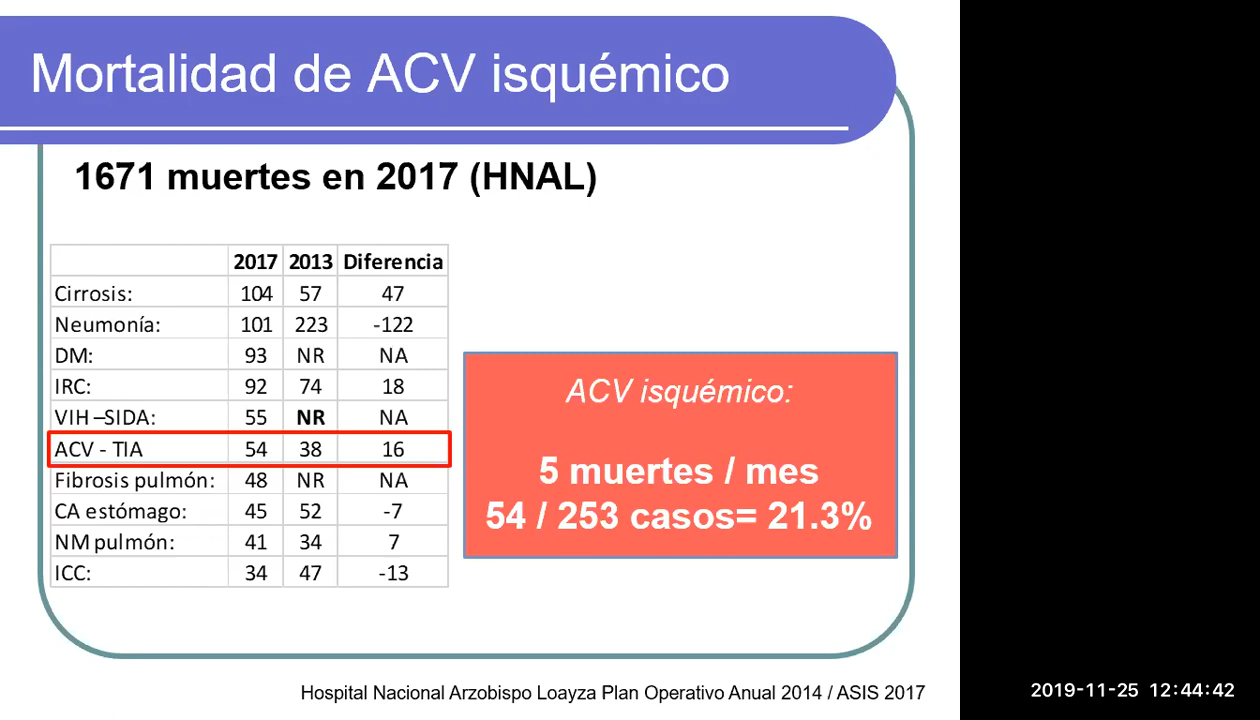 Mortalidad de ACV isquémico
1671 muertes en 2017 (HNAL)
2017 2013 Diferencia
Cirrosis: 104 57 47
Neumonía: 101 223 -122
DM: 93 NR NA
IRC: 92 74 18
VIH –SIDA: 55 NR NA
ACV - TIA 54 38 16
Fibrosis pulmón: 48 NR NA
CA estómago: 45 52 -7
NM pulmón: 41 34 7
ICC: 34 47 -13
ACV isquémico:
5 muertes / mes
54 / 253 casos= 21.3%
Hospital Nacional Arzobispo Loayza Plan Operativo Anual 2014 / ASIS 2017
2019-11-25 12:44:42